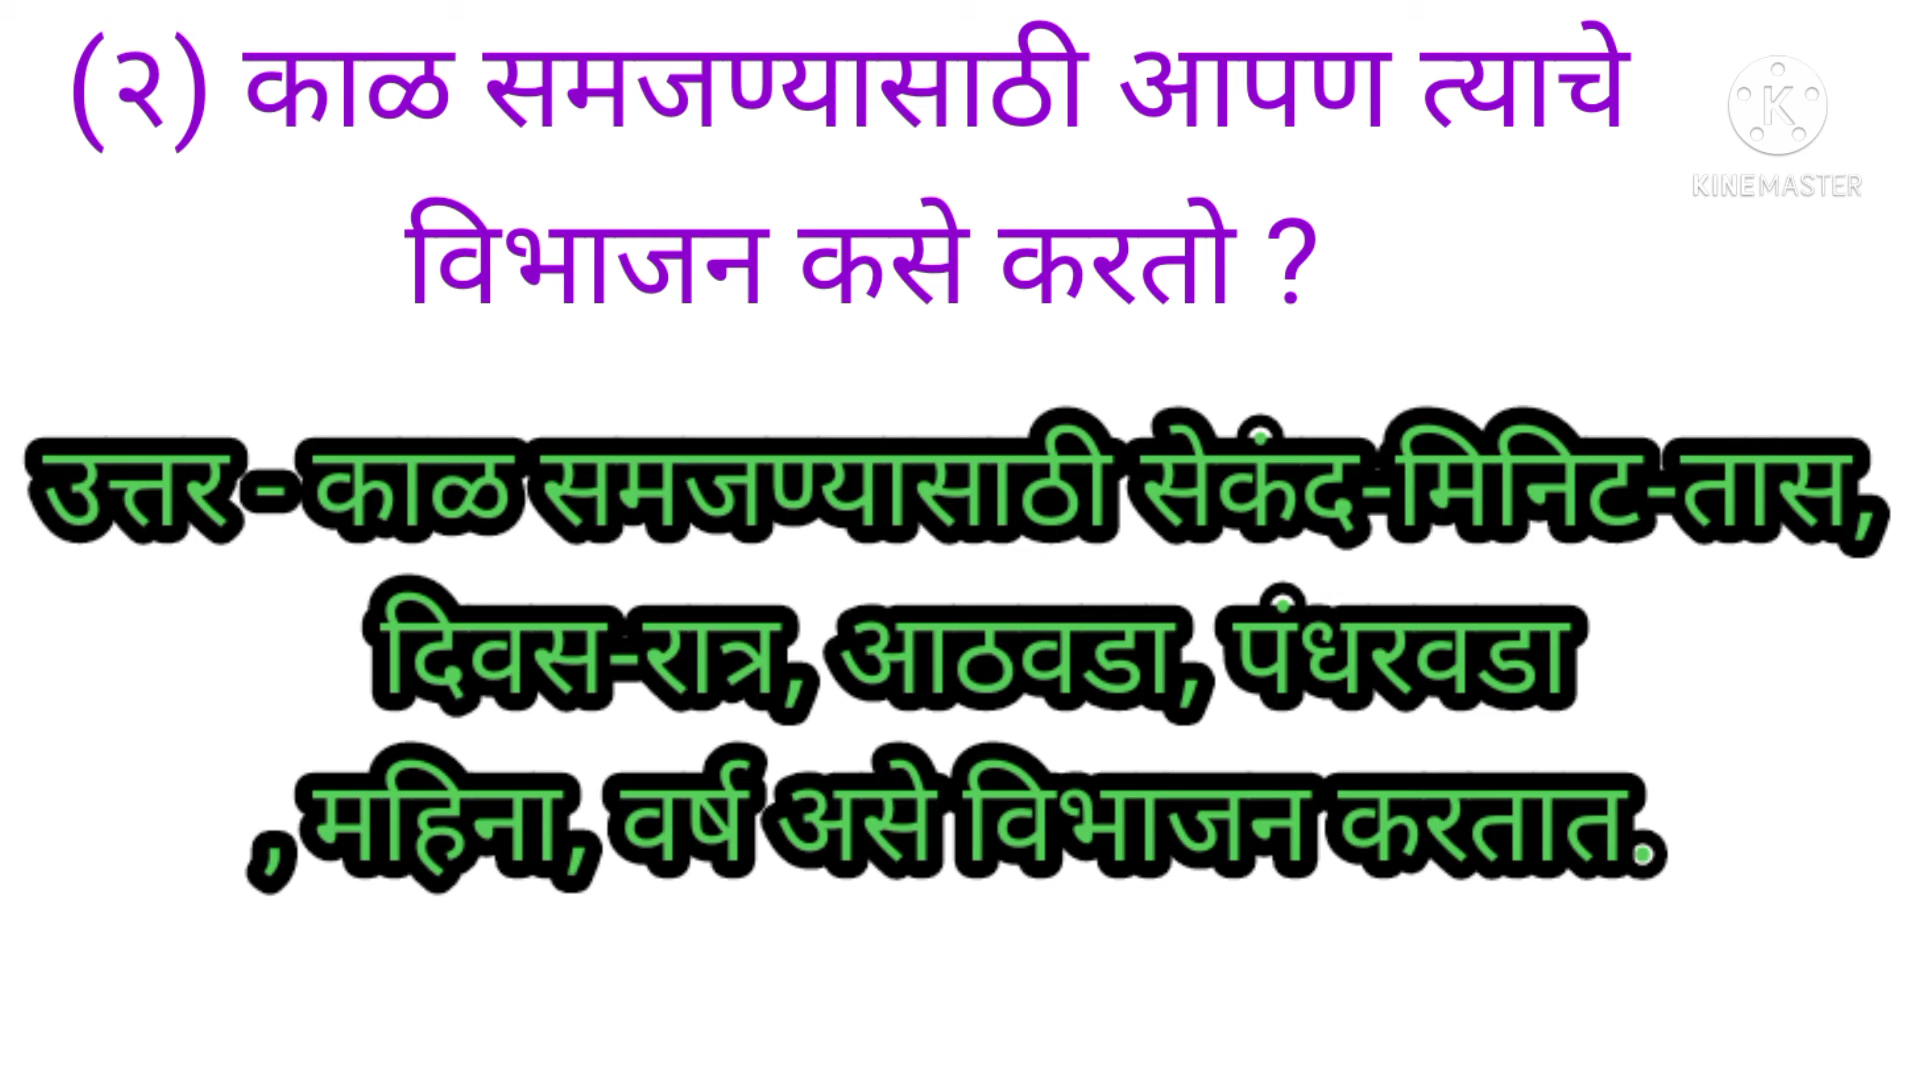 (२) काळ समजण्यासाठी आपण त्याचे
विभाजन कसे करतो ?
KINEMASTER
उत्तर - काळ समजण्यासाठी सेकंद-मिनिट-तास,
दिवस-रात्र, आठवडा, पंधरवडा
, महिना, वर्ष असे विभाजन करतात.